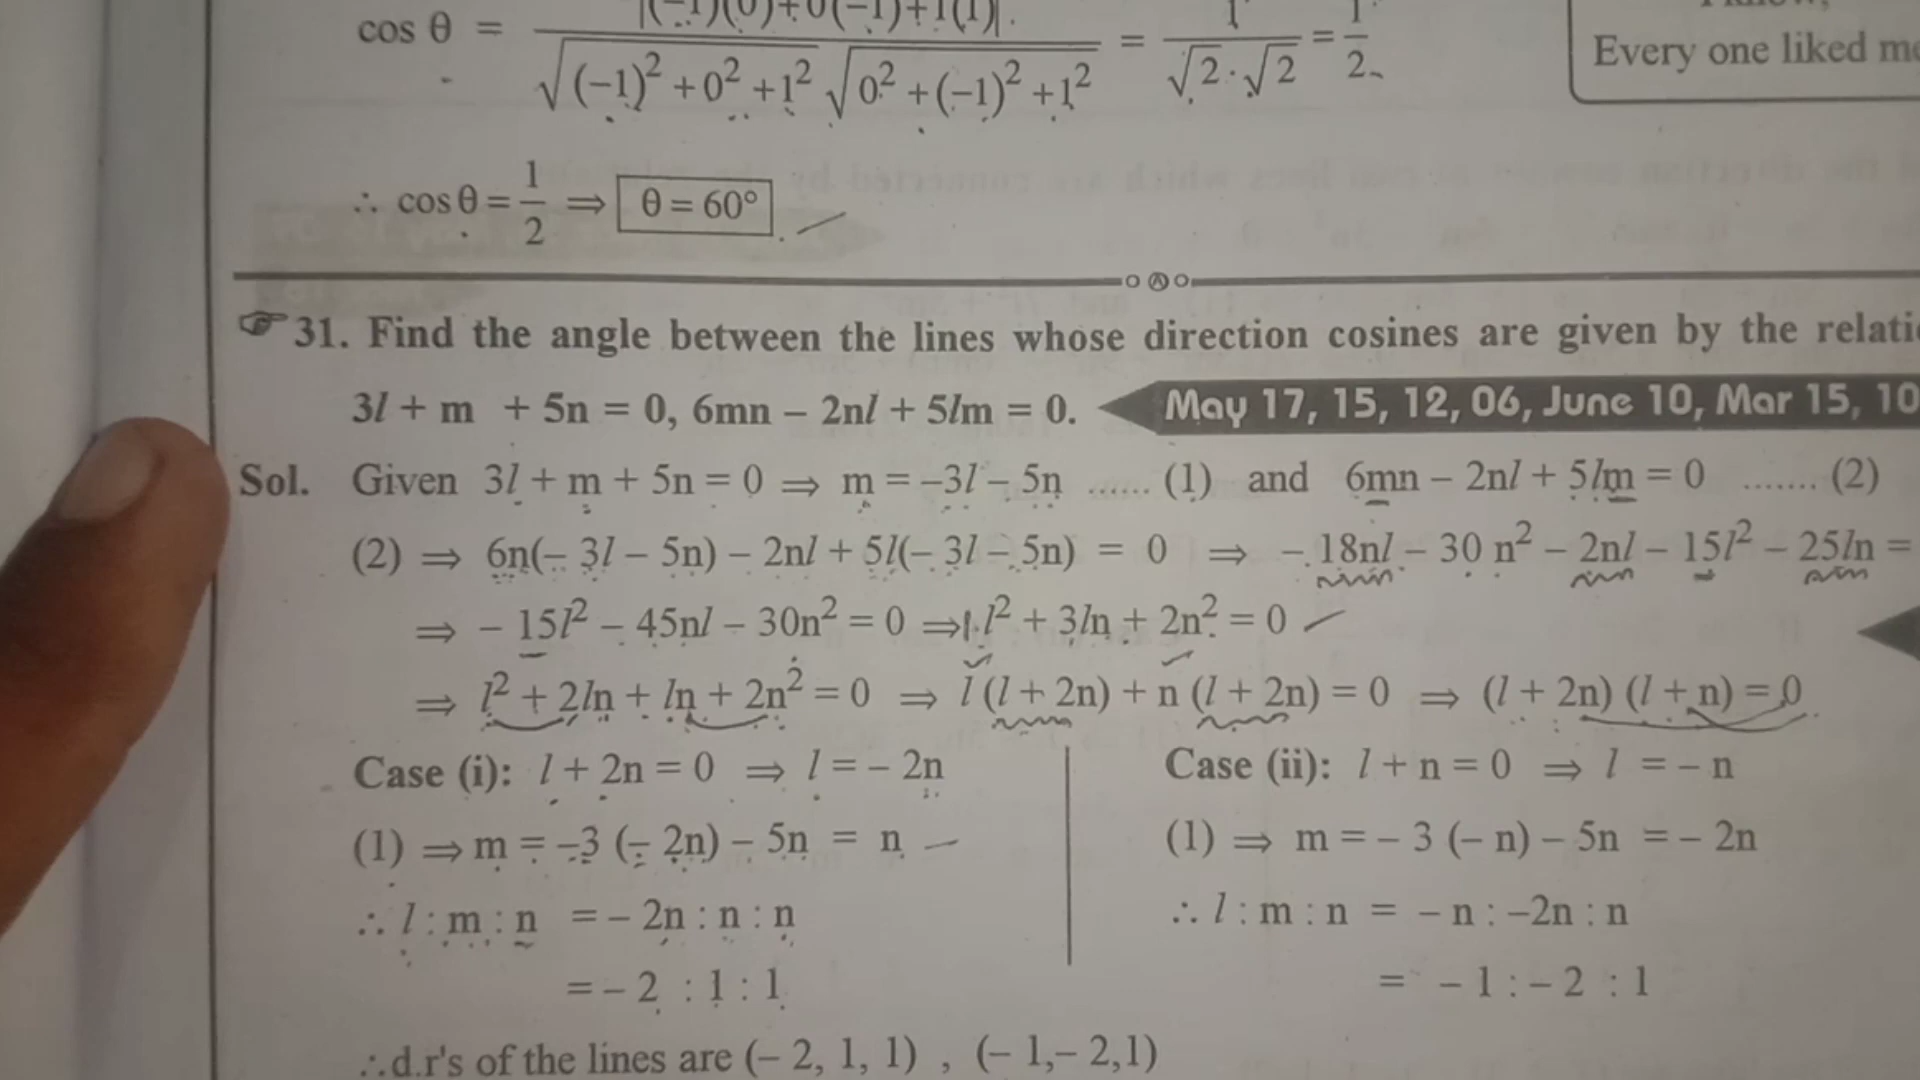 cos θ = |(–1)(0)+0(–1)+1(1)| / √((–1)² + 0² + 1²) √(0² + (–1)² + 1²) = 1 / √2 · √2 = 1/2
Every one liked
∴ cos θ = 1/2 ⇒ θ = 60°
31. Find the angle between the lines whose direction cosines are given by the
3l + m + 5n = 0, 6mn – 2nl + 5lm = 0. May 17, 15, 12, 06, June 10, Mar 15, 10
Sol. Given 3l + m + 5n = 0 ⇒ m = –3l – 5n ...... (1) and 6mn – 2nl + 5lm = 0 ....... (2)
(2) ⇒ 6n(– 3l – 5n) – 2nl + 5l(– 3l – 5n) = 0 ⇒ – 18nl – 30 n² – 2nl – 15l² – 25ln =
⇒ – 15l² – 45nl – 30n² = 0 ⇒ l² + 3ln + 2n² = 0
⇒ l² + 2ln + ln + 2n² = 0 ⇒ l (l + 2n) + n (l + 2n) = 0 ⇒ (l + 2n) (l + n) = 0
Case (i): l + 2n = 0 ⇒ l = – 2n
(1) ⇒ m = –3 (– 2n) – 5n = n
∴ l : m : n = – 2n : n : n
= – 2 : 1 : 1
Case (ii): l + n = 0 ⇒ l = – n
(1) ⇒ m = – 3 (– n) – 5n = – 2n
∴ l : m : n = – n : –2n : n
= – 1 : – 2 : 1
∴ d.r's of the lines are (– 2, 1, 1) , (– 1,– 2,1)